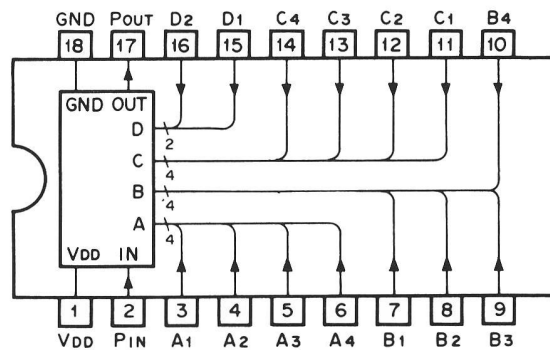 GND POUT D2 D1 C4 C3 C2 C1 B4
18 17 16 15 14 13 12 11 10
GND OUT
D
2
C
4
B
4
A
4
VDD IN
1 2 3 4 5 6 7 8 9
VDD PIN A1 A2 A3 A4 B1 B2 B3